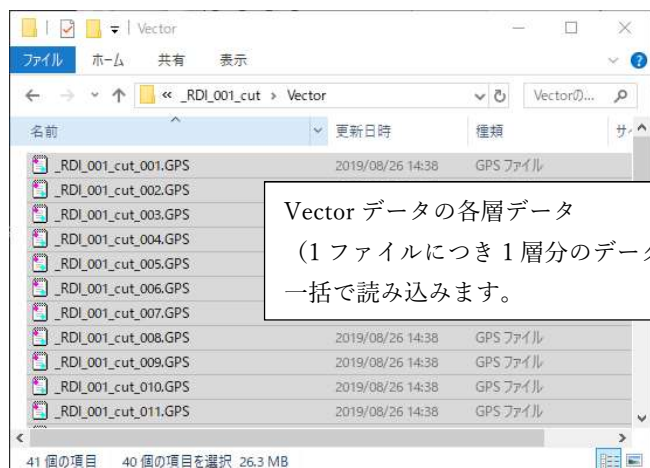 Vector
ファイル ホーム 共有 表示
« _RDI_001_cut › Vector Vectorの...
名前 更新日時 種類 サイ
_RDI_001_cut_001.GPS 2019/08/26 14:38 GPS ファイル
_RDI_001_cut_002.GPS
_RDI_001_cut_003.GPS
_RDI_001_cut_004.GPS
_RDI_001_cut_005.GPS
_RDI_001_cut_006.GPS
_RDI_001_cut_007.GPS
Vector データの各層データ
（1 ファイルにつき 1 層分のデータ
一括で読み込みます。
_RDI_001_cut_008.GPS 2019/08/26 14:38 GPS ファイル
_RDI_001_cut_009.GPS 2019/08/26 14:38 GPS ファイル
_RDI_001_cut_010.GPS 2019/08/26 14:38 GPS ファイル
_RDI_001_cut_011.GPS 2019/08/26 14:38 GPS ファイル
41 個の項目 40 個の項目を選択 26.3 MB